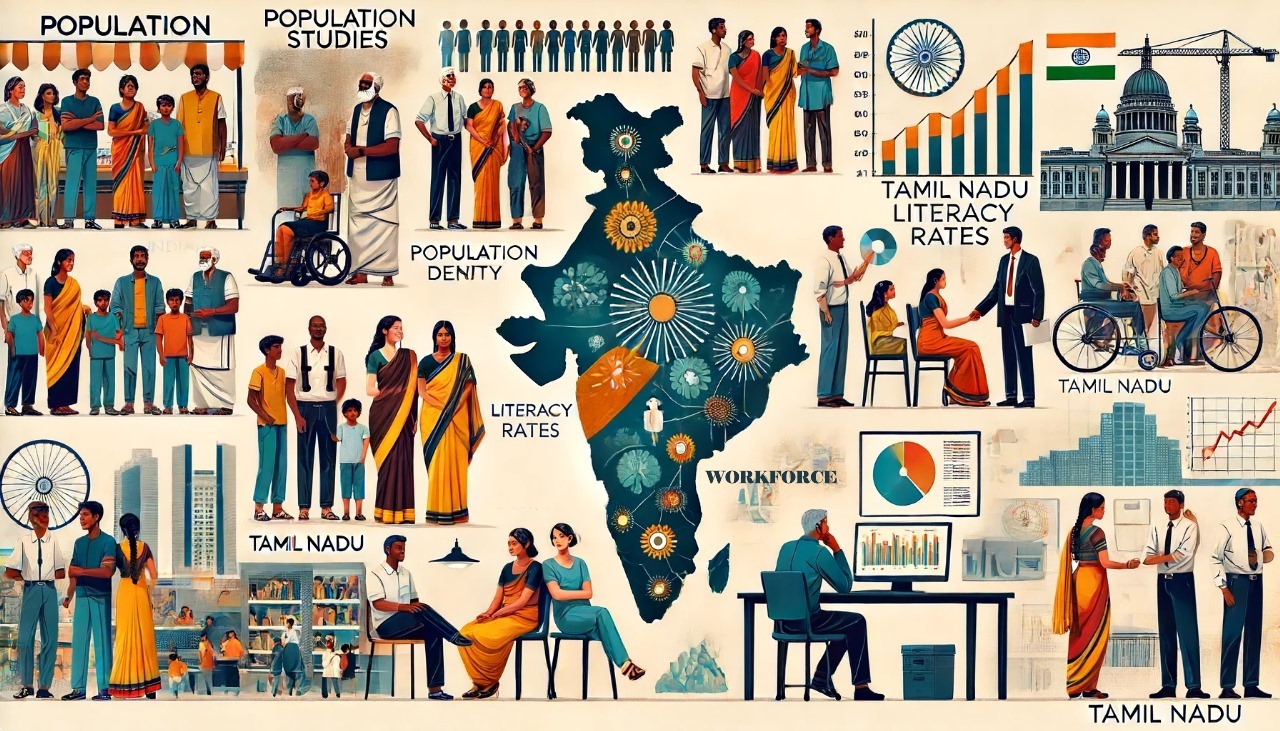 POPULATION
POPULATION
STUDIES
POPULATION
DENITY
TAMIL NADU
LITERACY
RATES
TAMIL NADU
LITERACY
RATES
WORKFORCE
TAMIL NADU
TAMIL NADU